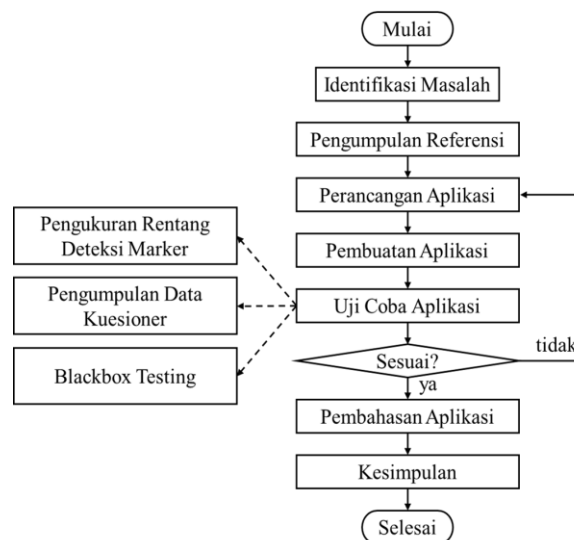 Mulai
Identifikasi Masalah
Pengumpulan Referensi
Perancangan Aplikasi
Pengukuran Rentang
Deteksi Marker
Pembuatan Aplikasi
Pengumpulan Data
Kuesioner
Uji Coba Aplikasi
Blackbox Testing
Sesuai?
tidak
ya
Pembahasan Aplikasi
Kesimpulan
Selesai